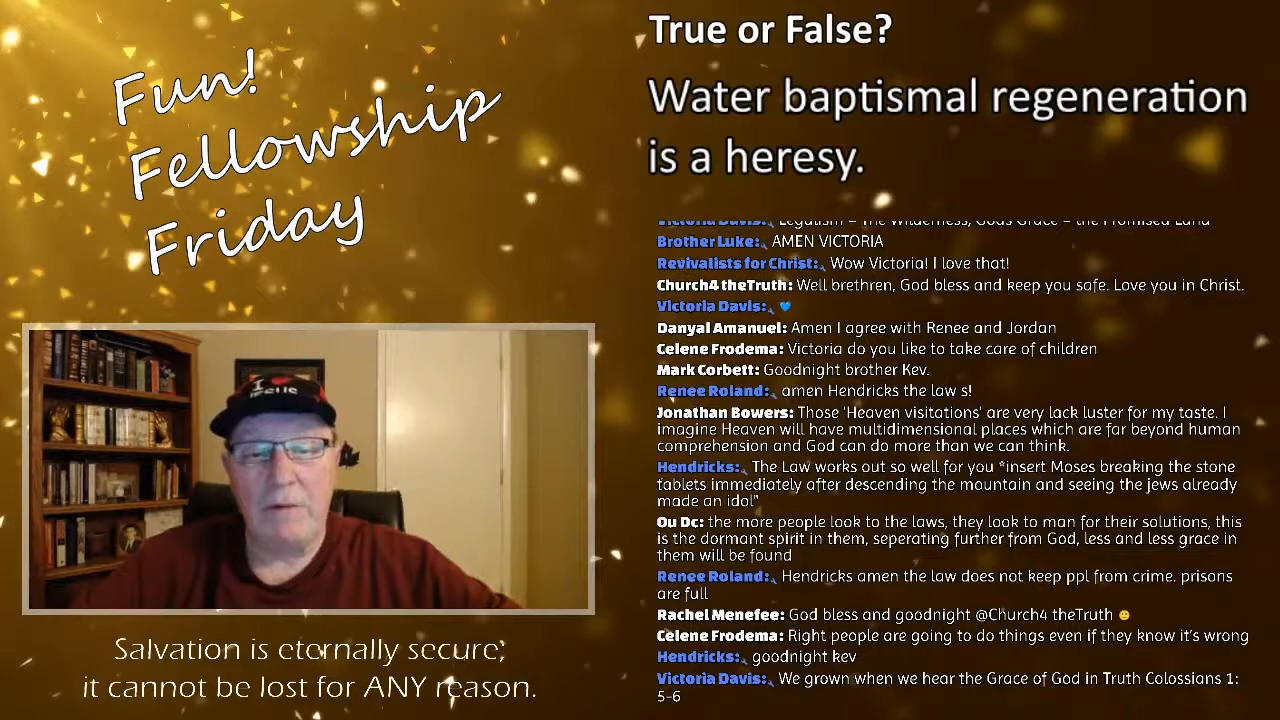 Fun!
Fellowship
Friday
I
JESUS
Salvation is eternally secure;
it cannot be lost for ANY reason.
True or False?
Water baptismal regeneration
is a heresy.
Victoria Davis: Legalism = The Wilderness, Gods Grace = the Promised Land
Brother Luke: AMEN VICTORIA
Revivalists for Christ: Wow Victoria! I love that!
Church4 theTruth: Well brethren, God bless and keep you safe. Love you in Christ.
Victoria Davis: 💙
Danyal Amanuel: Amen I agree with Renee and Jordan
Celene Frodema: Victoria do you like to take care of children
Mark Corbett: Goodnight brother Kev.
Renee Roland: amen Hendricks the law s!
Jonathan Bowers: Those 'Heaven visitations' are very lack luster for my taste. I
imagine Heaven will have multidimensional places which are far beyond human
comprehension and God can do more than we can think.
Hendricks: The Law works out so well for you *insert Moses breaking the stone
tablets immediately after descending the mountain and seeing the jews already
made an idol"
Ou Dc: the more people look to the laws, they look to man for their solutions, this
is the dormant spirit in them, seperating further from God, less and less grace in
them will be found
Renee Roland: Hendricks amen the law does not keep ppl from crime. prisons
are full
Rachel Menefee: God bless and goodnight @Church4 theTruth 🙂
Celene Frodema: Right people are going to do things even if they know it's wrong
Hendricks: goodnight kev
Victoria Davis: We grown when we hear the Grace of God in Truth Colossians 1:
5-6